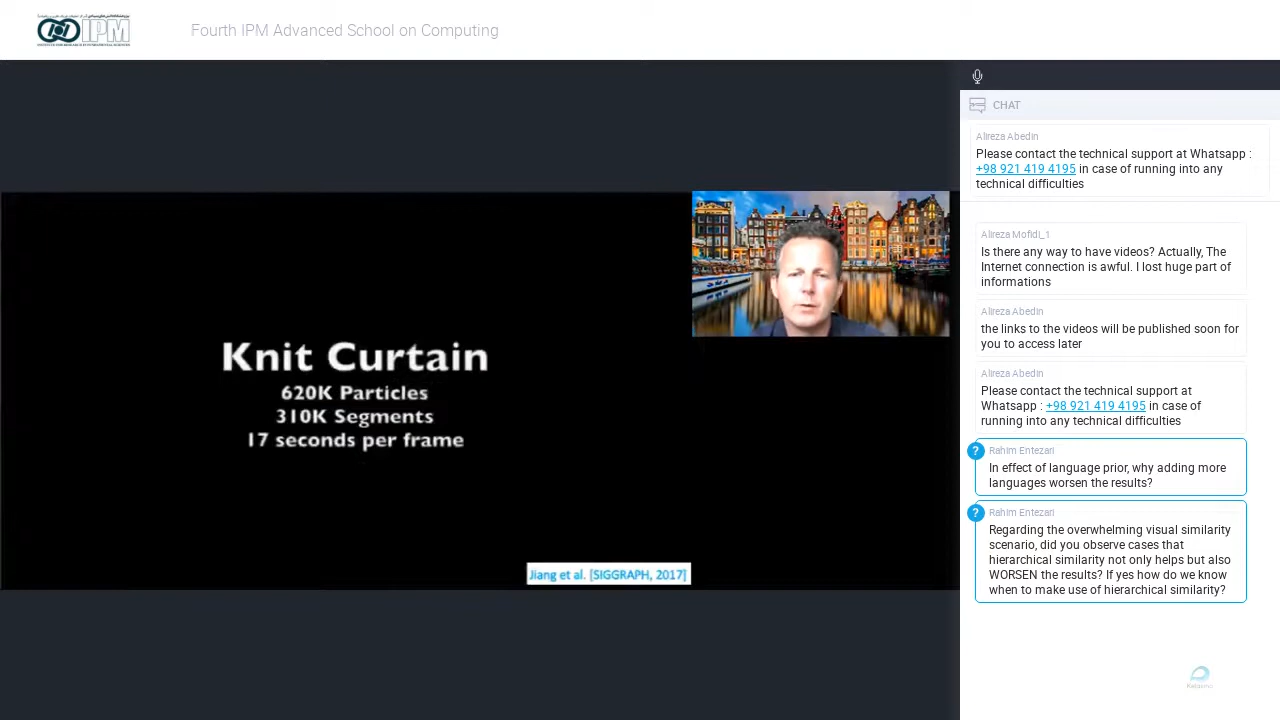 IPM
INSTITUTE FOR RESEARCH IN FUNDAMENTAL SCIENCES
Fourth IPM Advanced School on Computing
CHAT
Alireza Abedin
Please contact the technical support at Whatsapp :
+98 921 419 4195 in case of running into any
technical difficulties
Alireza Mofidi_1
Is there any way to have videos? Actually, The
Internet connection is awful. I lost huge part of
informations
Alireza Abedin
the links to the videos will be published soon for
you to access later
Alireza Abedin
Please contact the technical support at
Whatsapp : +98 921 419 4195 in case of
running into any technical difficulties
? Rahim Entezari
In effect of language prior, why adding more
languages worsen the results?
? Rahim Entezari
Regarding the overwhelming visual similarity
scenario, did you observe cases that
hierarchical similarity not only helps but also
WORSEN the results? If yes how do we know
when to make use of hierarchical similarity?
Knit Curtain
620K Particles
310K Segments
17 seconds per frame
Jiang et al. [SIGGRAPH, 2017]